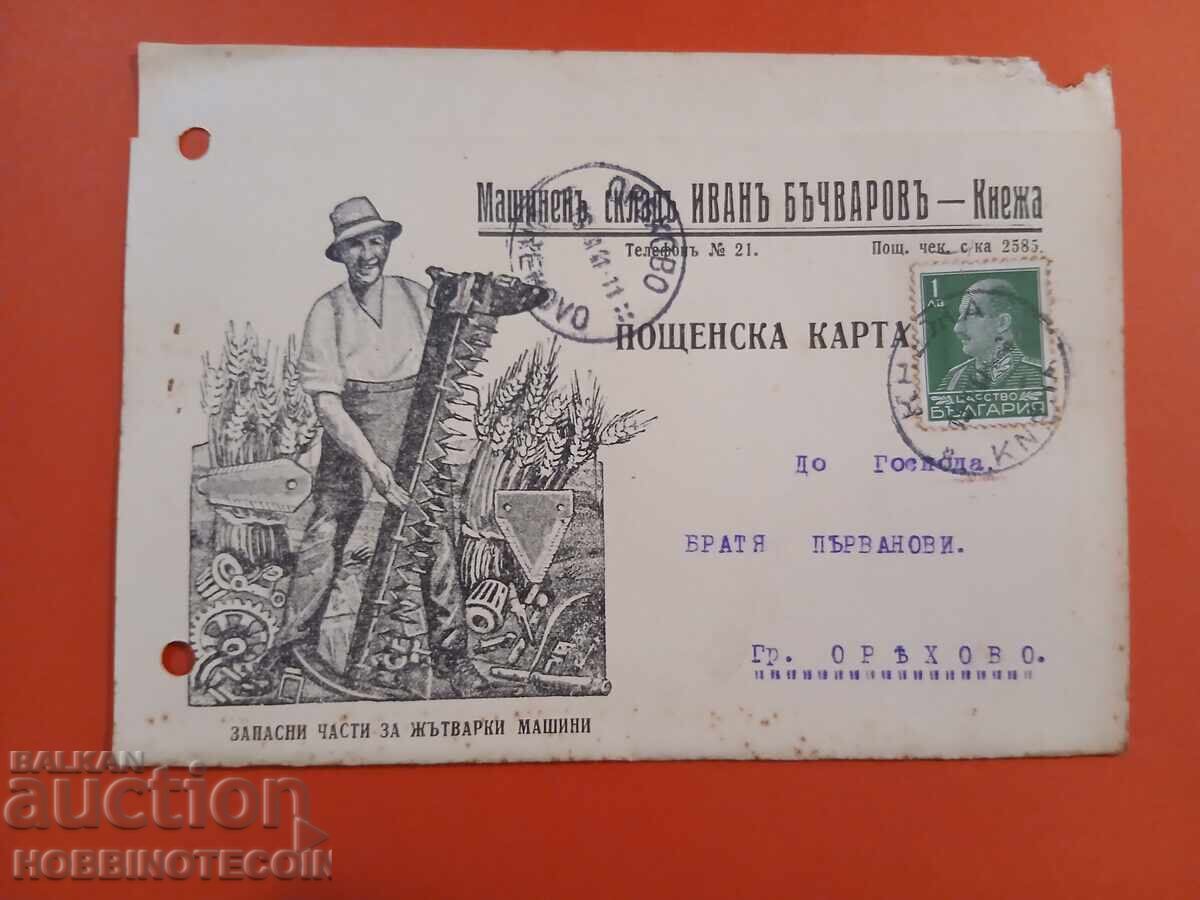 Машиненъ складъ ИВАНЪ БЪЧВАРОВЪ — Кнежа
Телефонъ № 21. Пощ. чек. с/ка 2585.
ОРѢХОВО
1
ЛВ
ПОЩЕНСКА КАРТА
ЦАРСТВО
БЪЛГАРИЯ
До Господа,
БРАТЯ ПЪРВАНОВИ.
Гр. ОРѢХОВО.
ЗАПАСНИ ЧАСТИ ЗА ЖЪТВАРКИ МАШИНИ
BALKAN
auction
HOBBINOTECOIN